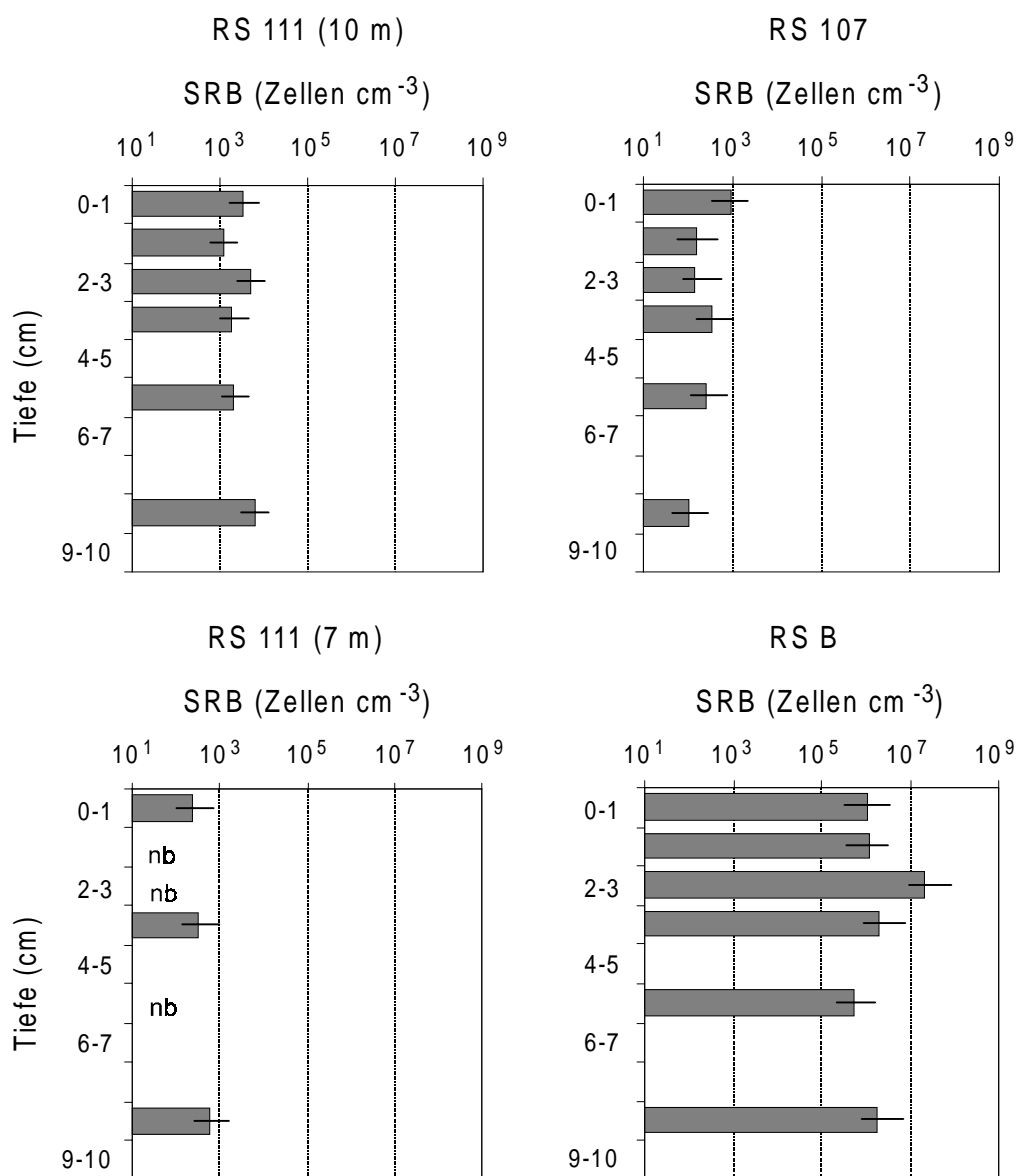 RS 111 (10 m)
SRB (Zellen cm⁻³)
10¹ 10³ 10⁵ 10⁷ 10⁹
Tiefe (cm)
0-1
2-3
4-5
6-7
9-10
RS 107
SRB (Zellen cm⁻³)
10¹ 10³ 10⁵ 10⁷ 10⁹
0-1
2-3
4-5
6-7
9-10
RS 111 (7 m)
SRB (Zellen cm⁻³)
10¹ 10³ 10⁵ 10⁷ 10⁹
Tiefe (cm)
0-1
nb
2-3 nb
4-5
nb
6-7
9-10
RS B
SRB (Zellen cm⁻³)
10¹ 10³ 10⁵ 10⁷ 10⁹
0-1
2-3
4-5
6-7
9-10